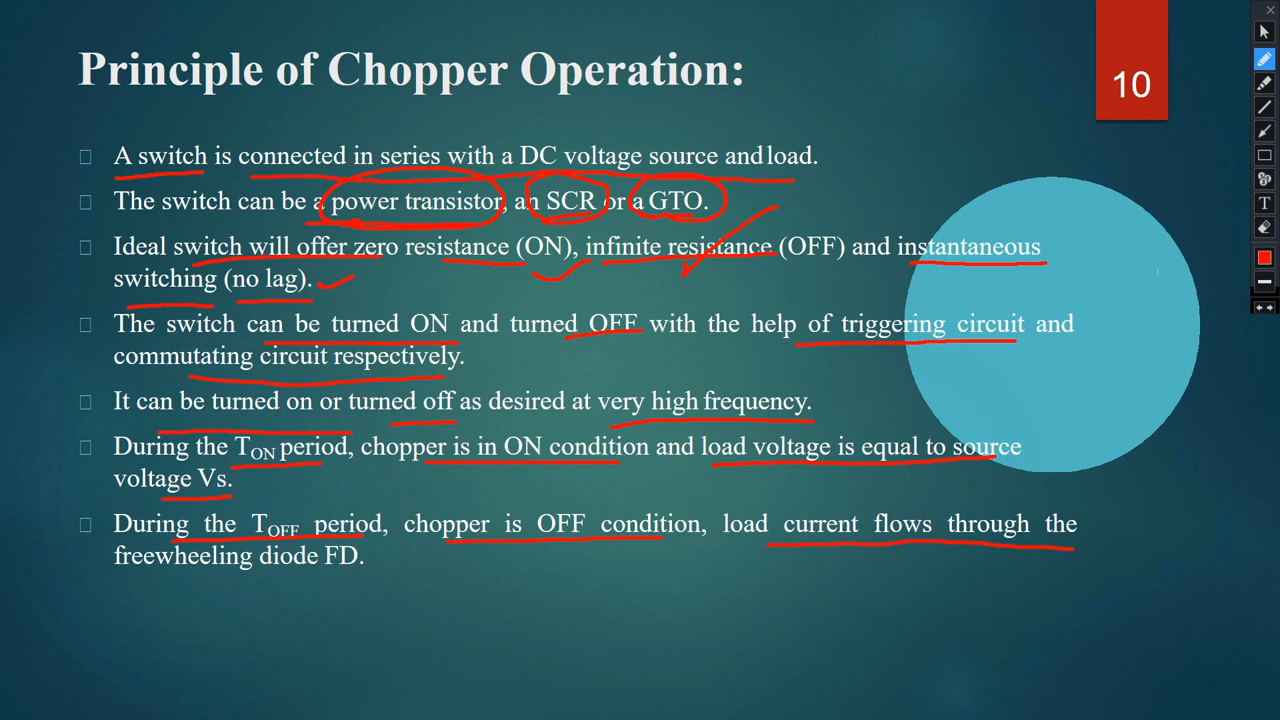 Principle of Chopper Operation:
10
A switch is connected in series with a DC voltage source and load.
The switch can be a power transistor, an SCR or a GTO.
Ideal switch will offer zero resistance (ON), infinite resistance (OFF) and instantaneous
switching (no lag).
The switch can be turned ON and turned OFF with the help of triggering circuit and
commutating circuit respectively.
It can be turned on or turned off as desired at very high frequency.
During the TON period, chopper is in ON condition and load voltage is equal to source
voltage Vs.
During the TOFF period, chopper is OFF condition, load current flows through the
freewheeling diode FD.